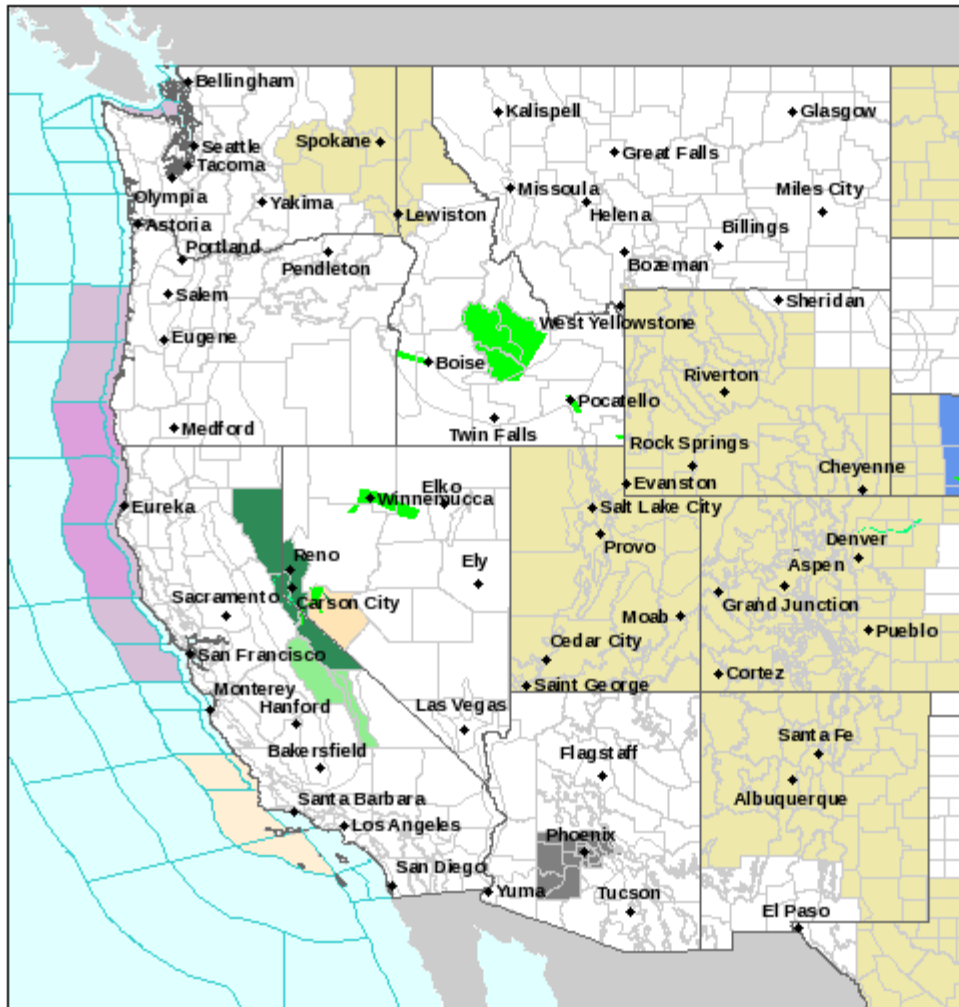 Bellingham
Kalispell
Glasgow
Spokane
Seattle
Great Falls
Tacoma
Missoula
Miles City
Olympia
Yakima
Helena
Lewiston
Astoria
Billings
Portland
Pendleton
Bozeman
Salem
Sheridan
West Yellowstone
Eugene
Boise
Riverton
Pocatello
Medford
Twin Falls
Rock Springs
Cheyenne
Elko
Evanston
Winnemucca
Eureka
Salt Lake City
Provo
Denver
Reno
Ely
Aspen
Sacramento
Carson City
Grand Junction
Moab
Pueblo
Cedar City
San Francisco
Cortez
Saint George
Monterey
Hanford
Las Vegas
Santa Fe
Bakersfield
Flagstaff
Albuquerque
Santa Barbara
Los Angeles
Phoenix
San Diego
Yuma
Tucson
El Paso